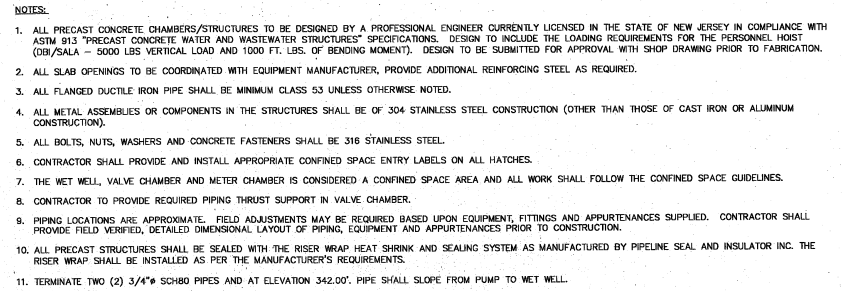 NOTES:
1. ALL PRECAST CONCRETE CHAMBERS/STRUCTURES TO BE DESIGNED BY A PROFESSIONAL ENGINEER CURRENTLY LICENSED IN THE STATE OF NEW JERSEY IN COMPLIANCE WITH
ASTM 913 "PRECAST CONCRETE WATER AND WASTEWATER STRUCTURES" SPECIFICATIONS. DESIGN TO INCLUDE THE LOADING REQUIREMENTS FOR THE PERSONNEL HOIST
(DBI/SALA - 5000 LBS VERTICAL LOAD AND 1000 FT. LBS. OF BENDING MOMENT). DESIGN TO BE SUBMITTED FOR APPROVAL WITH SHOP DRAWING PRIOR TO FABRICATION.
2. ALL SLAB OPENINGS TO BE COORDINATED WITH EQUIPMENT MANUFACTURER, PROVIDE ADDITIONAL REINFORCING STEEL AS REQUIRED.
3. ALL FLANGED DUCTILE IRON PIPE SHALL BE MINIMUM CLASS 53 UNLESS OTHERWISE NOTED.
4. ALL METAL ASSEMBLIES OR COMPONENTS IN THE STRUCTURES SHALL BE OF 304 STAINLESS STEEL CONSTRUCTION (OTHER THAN THOSE OF CAST IRON OR ALUMINUM
CONSTRUCTION).
5. ALL BOLTS, NUTS, WASHERS AND CONCRETE FASTENERS SHALL BE 316 STAINLESS STEEL.
6. CONTRACTOR SHALL PROVIDE AND INSTALL APPROPRIATE CONFINED SPACE ENTRY LABELS ON ALL HATCHES.
7. THE WET WELL, VALVE CHAMBER AND METER CHAMBER IS CONSIDERED A CONFINED SPACE AREA AND ALL WORK SHALL FOLLOW THE CONFINED SPACE GUIDELINES.
8. CONTRACTOR TO PROVIDE REQUIRED PIPING THRUST SUPPORT IN VALVE CHAMBER.
9. PIPING LOCATIONS ARE APPROXIMATE. FIELD ADJUSTMENTS MAY BE REQUIRED BASED UPON EQUIPMENT, FITTINGS AND APPURTENANCES SUPPLIED. CONTRACTOR SHALL
PROVIDE FIELD VERIFIED, DETAILED DIMENSIONAL LAYOUT OF PIPING, EQUIPMENT AND APPURTENANCES PRIOR TO CONSTRUCTION.
10. ALL PRECAST STRUCTURES SHALL BE SEALED WITH THE RISER WRAP HEAT SHRINK AND SEALING SYSTEM AS MANUFACTURED BY PIPELINE SEAL AND INSULATOR INC. THE
RISER WRAP SHALL BE INSTALLED AS PER THE MANUFACTURER'S REQUIREMENTS.
11. TERMINATE TWO (2) 3/4"ø SCH80 PIPES AND AT ELEVATION 342.00'. PIPE SHALL SLOPE FROM PUMP TO WET WELL.